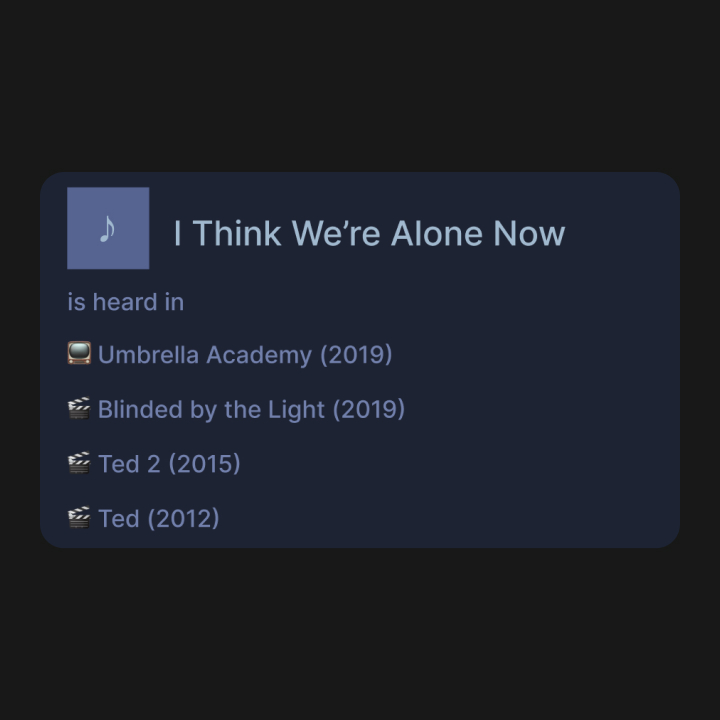 I Think We’re Alone Now
is heard in
Umbrella Academy (2019)
Blinded by the Light (2019)
Ted 2 (2015)
Ted (2012)